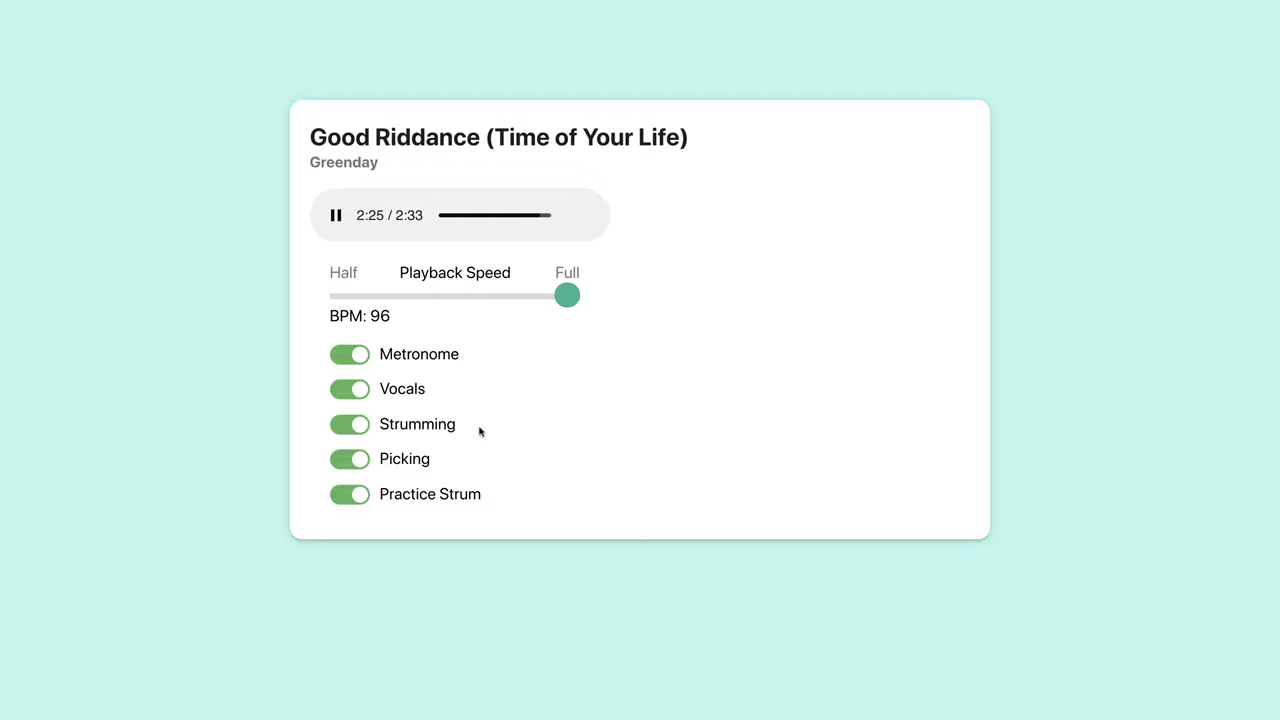 Good Riddance (Time of Your Life)
Greenday
2:25 / 2:33
Half Playback Speed Full
BPM: 96
Metronome
Vocals
Strumming
Picking
Practice Strum